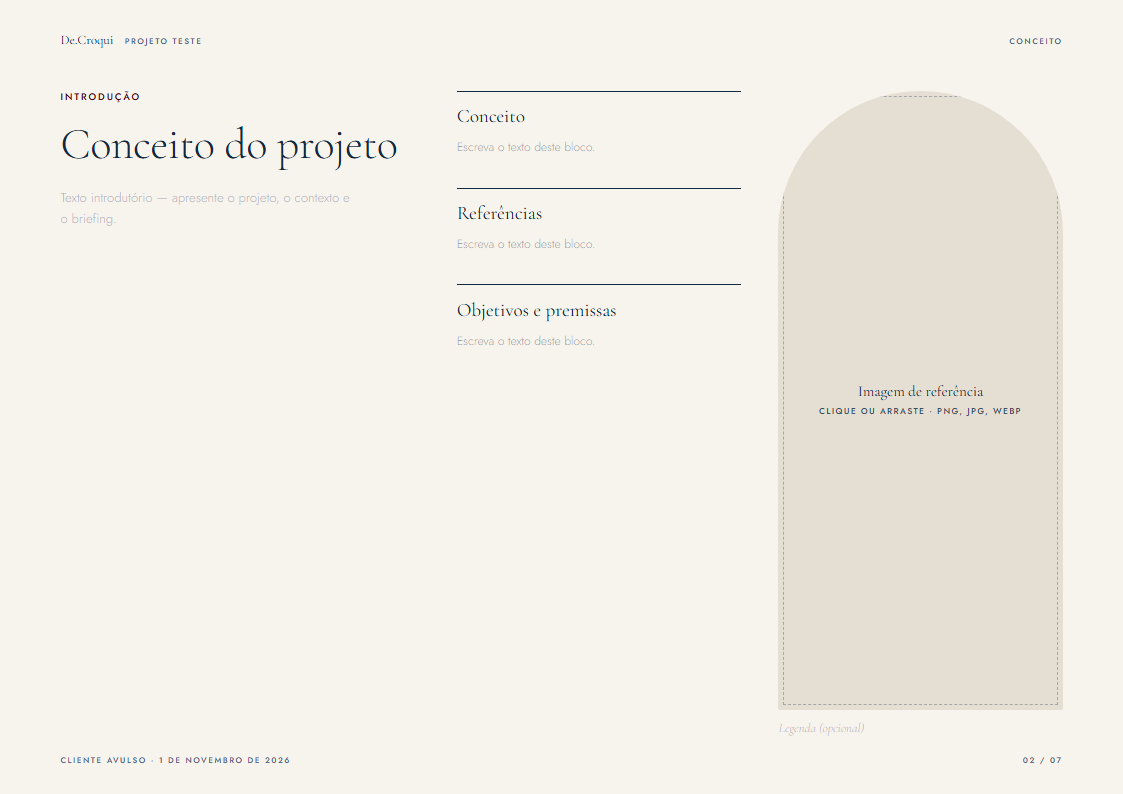 De.Croqui PROJETO TESTE
CONCEITO
INTRODUÇÃO
Conceito do projeto
Texto introdutório — apresente o projeto, o contexto e
o briefing.
Conceito
Escreva o texto deste bloco.
Referências
Escreva o texto deste bloco.
Objetivos e premissas
Escreva o texto deste bloco.
Imagem de referência
CLIQUE OU ARRASTE · PNG, JPG, WEBP
Legenda (opcional)
CLIENTE AVULSO · 1 DE NOVEMBRO DE 2026
02 / 07